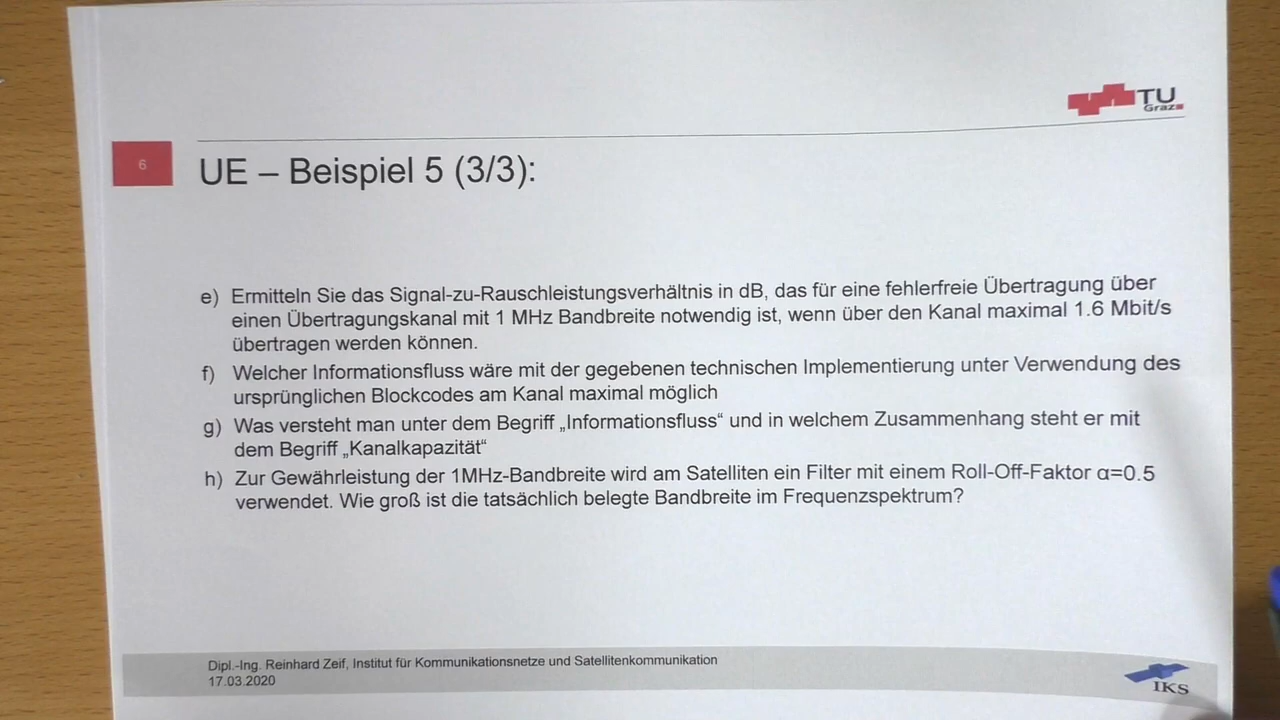 TU
Graz
6
UE – Beispiel 5 (3/3):
e) Ermitteln Sie das Signal-zu-Rauschleistungsverhältnis in dB, das für eine fehlerfreie Übertragung über
einen Übertragungskanal mit 1 MHz Bandbreite notwendig ist, wenn über den Kanal maximal 1.6 Mbit/s
übertragen werden können.
f) Welcher Informationsfluss wäre mit der gegebenen technischen Implementierung unter Verwendung des
ursprünglichen Blockcodes am Kanal maximal möglich
g) Was versteht man unter dem Begriff „Informationsfluss“ und in welchem Zusammenhang steht er mit
dem Begriff „Kanalkapazität“
h) Zur Gewährleistung der 1MHz-Bandbreite wird am Satelliten ein Filter mit einem Roll-Off-Faktor α=0.5
verwendet. Wie groß ist die tatsächlich belegte Bandbreite im Frequenzspektrum?
Dipl.-Ing. Reinhard Zeif, Institut für Kommunikationsnetze und Satellitenkommunikation
17.03.2020
IKS